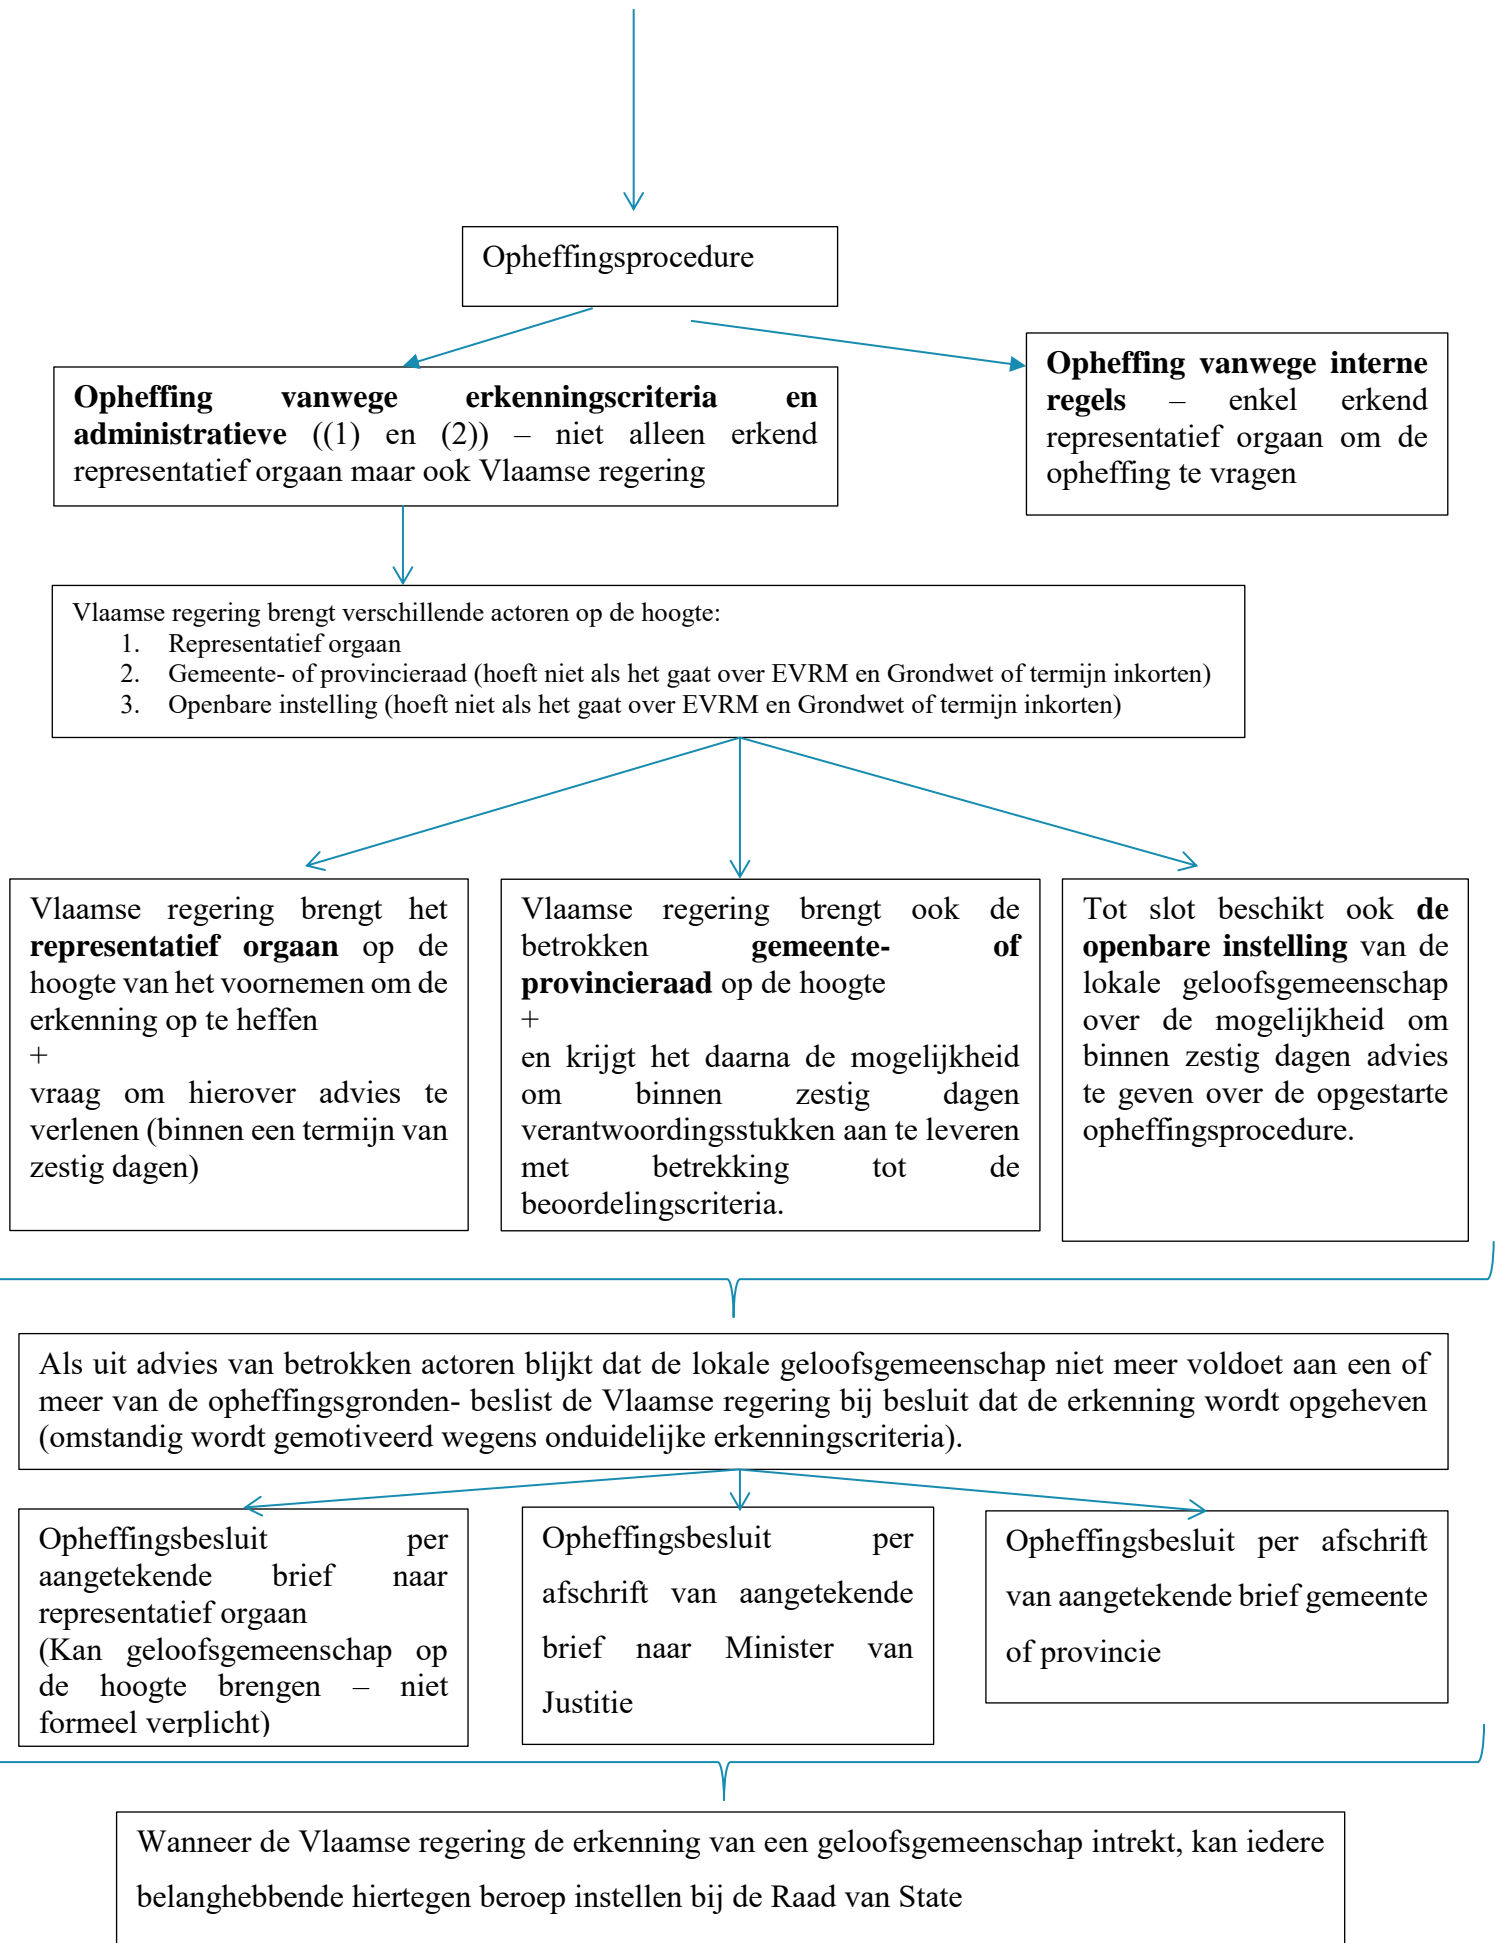 Opheffingsprocedure
Opheffing vanwege erkenningscriteria en
administratieve ((1) en (2)) – niet alleen erkend
representatief orgaan maar ook Vlaamse regering
Opheffing vanwege interne
regels – enkel erkend
representatief orgaan om de
opheffing te vragen
Vlaamse regering brengt verschillende actoren op de hoogte:
1. Representatief orgaan
2. Gemeente- of provincieraad (hoeft niet als het gaat over EVRM en Grondwet of termijn inkorten)
3. Openbare instelling (hoeft niet als het gaat over EVRM en Grondwet of termijn inkorten)
Vlaamse regering brengt het
representatief orgaan op de
hoogte van het voornemen om de
erkenning op te heffen
+
vraag om hierover advies te
verlenen (binnen een termijn van
zestig dagen)
Vlaamse regering brengt ook de
betrokken gemeente- of
provincieraad op de hoogte
+
en krijgt het daarna de mogelijkheid
om binnen zestig dagen
verantwoordingsstukken aan te leveren
met betrekking tot de
beoordelingscriteria.
Tot slot beschikt ook de
openbare instelling van de
lokale geloofsgemeenschap
over de mogelijkheid om
binnen zestig dagen advies
te geven over de opgestarte
opheffingsprocedure.
Als uit advies van betrokken actoren blijkt dat de lokale geloofsgemeenschap niet meer voldoet aan een of
meer van de opheffingsgronden- beslist de Vlaamse regering bij besluit dat de erkenning wordt opgeheven
(omstandig wordt gemotiveerd wegens onduidelijke erkenningscriteria).
Opheffingsbesluit per
aangetekende brief naar
representatief orgaan
(Kan geloofsgemeenschap op
de hoogte brengen – niet
formeel verplicht)
Opheffingsbesluit per
afschrift van aangetekende
brief naar Minister van
Justitie
Opheffingsbesluit per afschrift
van aangetekende brief gemeente
of provincie
Wanneer de Vlaamse regering de erkenning van een geloofsgemeenschap intrekt, kan iedere
belanghebbende hiertegen beroep instellen bij de Raad van State